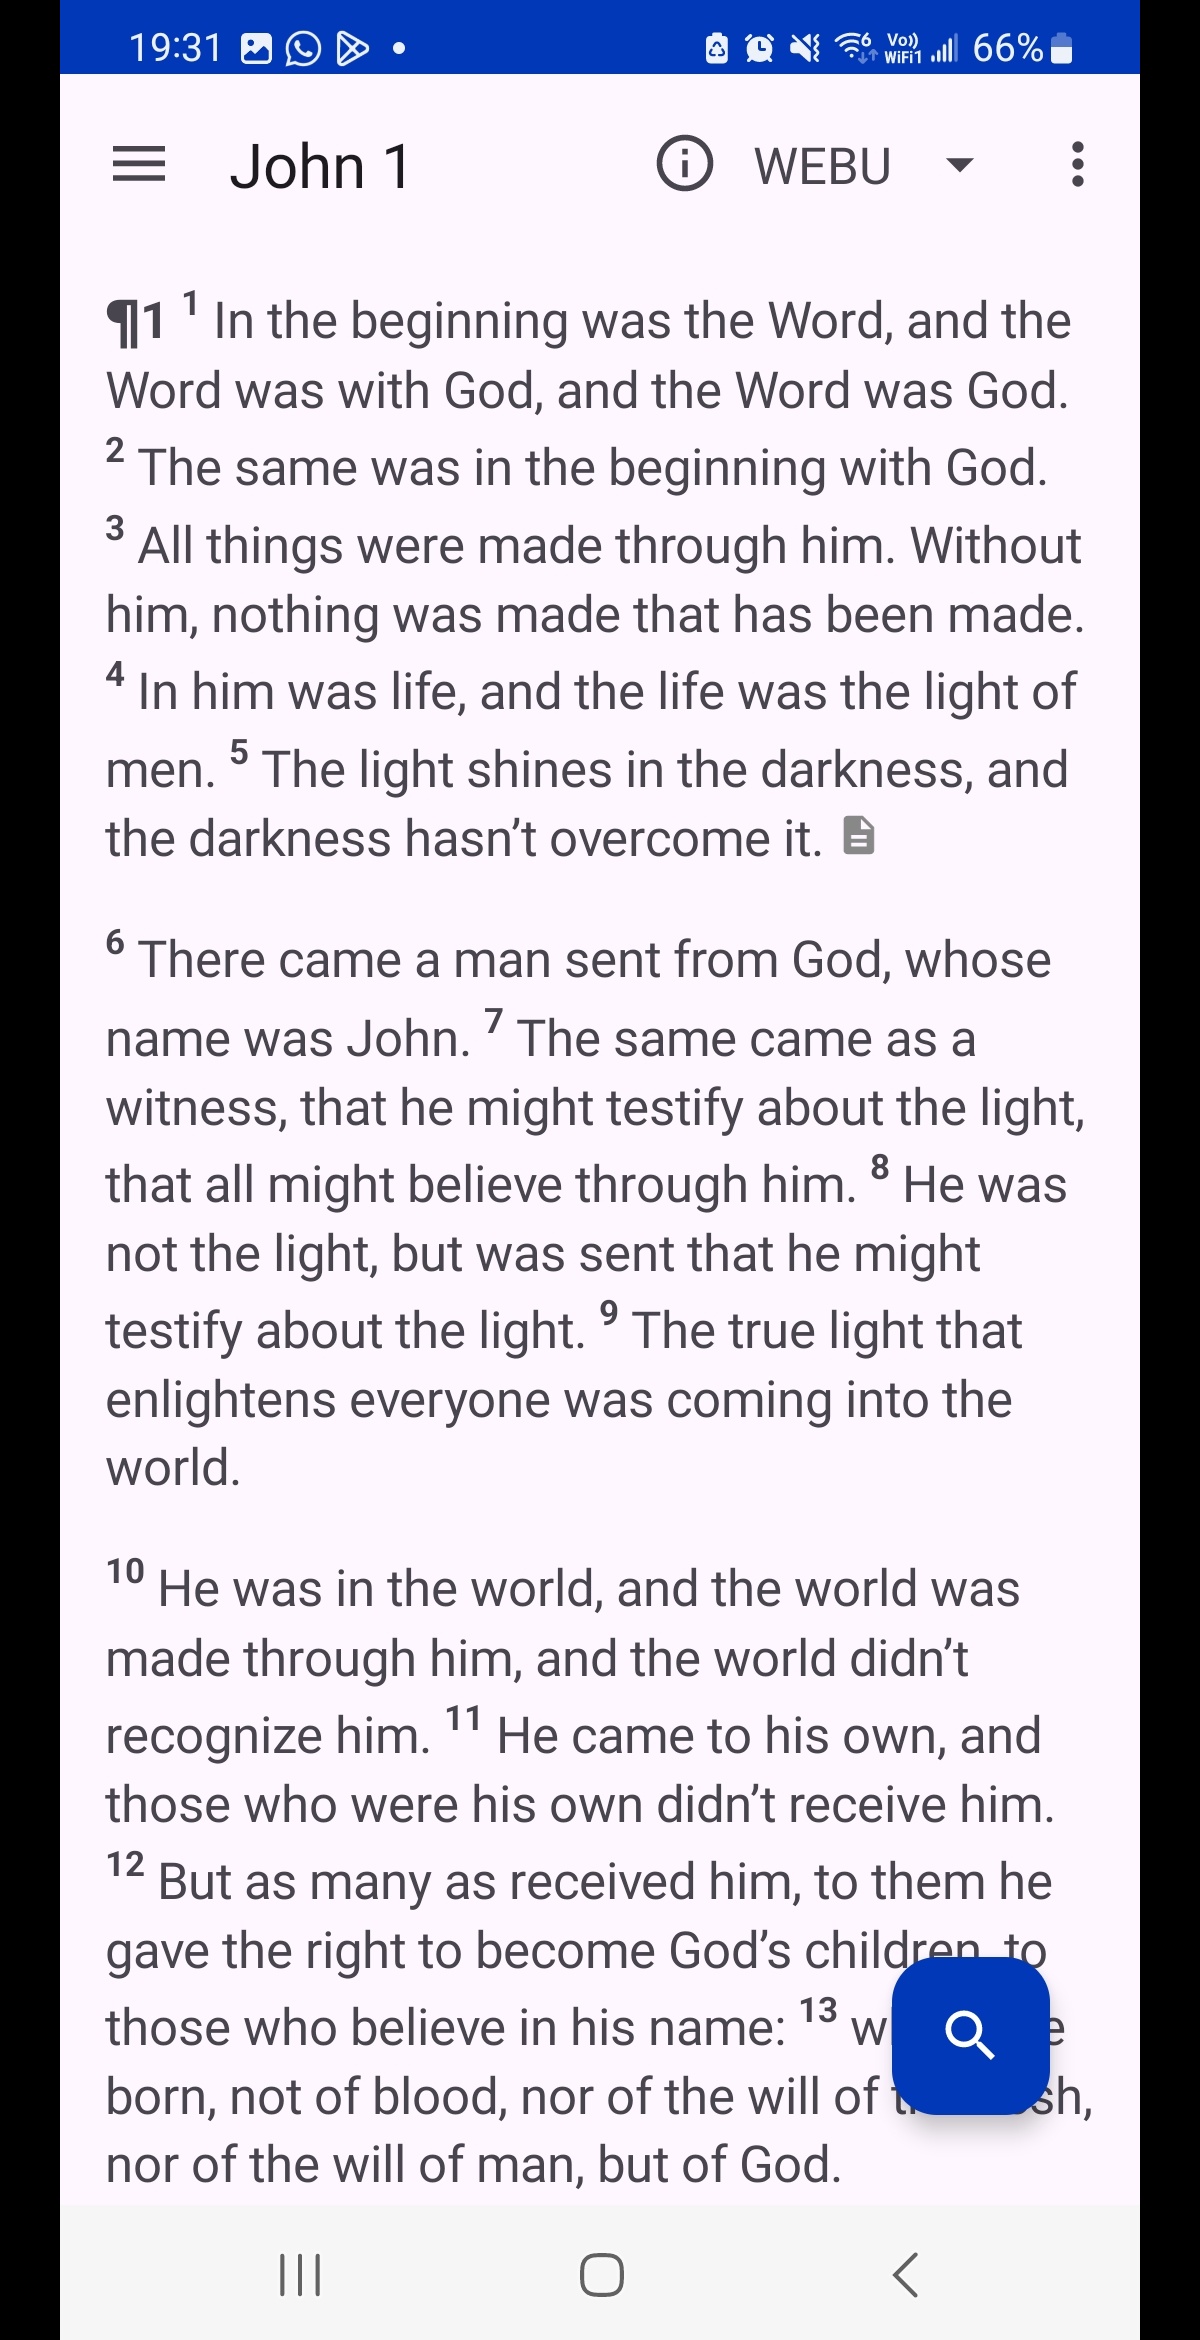 19:31 66%
Vo))
WiFi1
6
John 1 WEBU
¶1 1 In the beginning was the Word, and the
Word was with God, and the Word was God.
2 The same was in the beginning with God.
3 All things were made through him. Without
him, nothing was made that has been made.
4 In him was life, and the life was the light of
men. 5 The light shines in the darkness, and
the darkness hasn’t overcome it.
6 There came a man sent from God, whose
name was John. 7 The same came as a
witness, that he might testify about the light,
that all might believe through him. 8 He was
not the light, but was sent that he might
testify about the light. 9 The true light that
enlightens everyone was coming into the
world.
10 He was in the world, and the world was
made through him, and the world didn’t
recognize him. 11 He came to his own, and
those who were his own didn’t receive him.
12 But as many as received him, to them he
gave the right to become God’s children, to
those who believe in his name: 13
born, not of blood, nor of the will of
nor of the will of man, but of God.